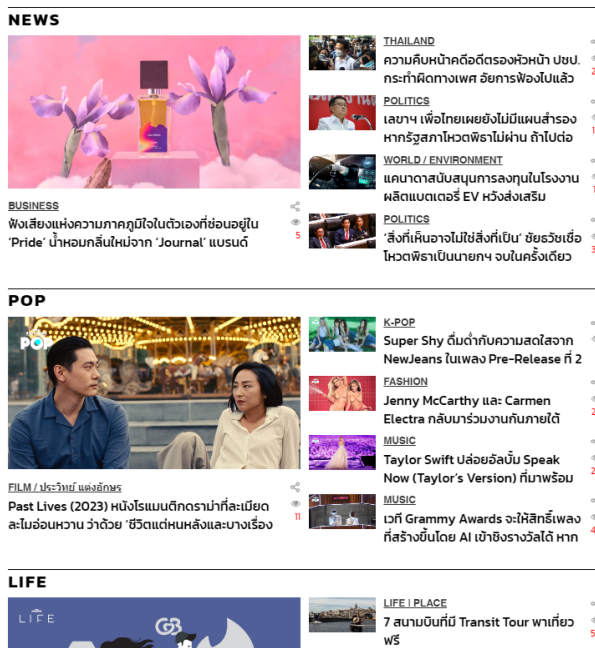 NEWS
BUSINESS
ฟังเสียงแห่งความภาคภูมิใจในตัวเองที่ซ่อนอยู่ใน
‘Pride’ น้ำหอมกลิ่นใหม่จาก ‘Journal’ แบรนด์
5
THAILAND
ความคืบหน้าคดีอดีตรองหัวหน้า ปชป.
กระทำผิดทางเพศ อัยการฟ้องไปแล้ว
2
POLITICS
เลขาฯ เพื่อไทยเผยยังไม่มีแผนสำรอง
หากรัฐสภาโหวตพิธาไม่ผ่าน ถ้าไปต่อ
1
WORLD / ENVIRONMENT
แคนาดาสนับสนุนการลงทุนในโรงงาน
ผลิตแบตเตอรี่ EV หวังส่งเสริม
1
POLITICS
‘สิ่งที่เห็นอาจไม่ใช่สิ่งที่เป็น’ ชัยธวัชเชื่อ
โหวตพิธาเป็นนายกฯ จบในครั้งเดียว
3
POP
POP
FILM / ประวิทย์ แต่งอักษร
Past Lives (2023) หนังโรแมนติกดราม่าที่ละเมียด
ละไมอ่อนหวาน ว่าด้วย ‘ชีวิตแต่หนหลังและบางเรื่อง
11
K-POP
Super Shy ดื่มด่ำกับความสดใสจาก
NewJeans ในเพลง Pre-Release ที่ 2
FASHION
Jenny McCarthy และ Carmen
Electra กลับมาร่วมงานกันภายใต้
2
MUSIC
Taylor Swift ปล่อยอัลบั้ม Speak
Now (Taylor’s Version) ที่มาพร้อม
2
MUSIC
เวที Grammy Awards จะให้สิทธิ์เพลง
ที่สร้างขึ้นโดย AI เข้าชิงรางวัลได้ หาก
4
LIFE
LIFE
LIFE | PLACE
7 สนามบินที่มี Transit Tour พาเที่ยว
ฟรี
5